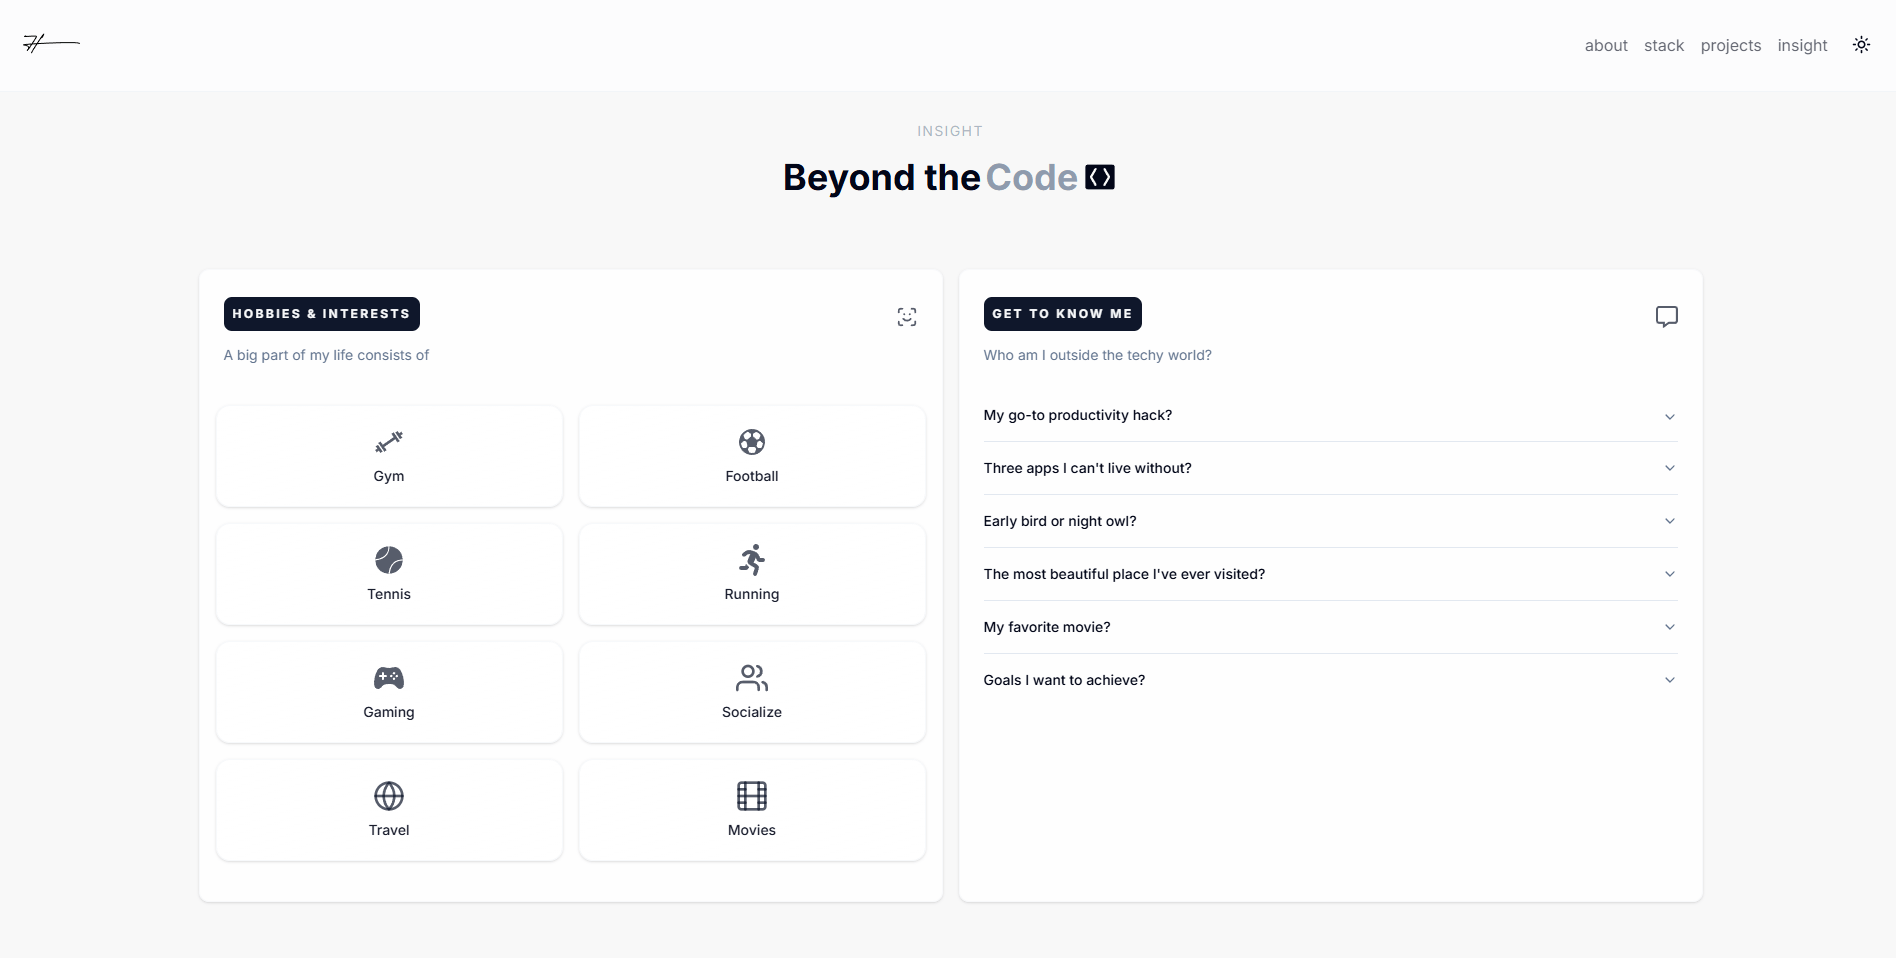 about stack projects insight
INSIGHT
Beyond the Code
HOBBIES & INTERESTS
A big part of my life consists of
Gym
Football
Tennis
Running
Gaming
Socialize
Travel
Movies
GET TO KNOW ME
Who am I outside the techy world?
My go-to productivity hack?
Three apps I can't live without?
Early bird or night owl?
The most beautiful place I've ever visited?
My favorite movie?
Goals I want to achieve?